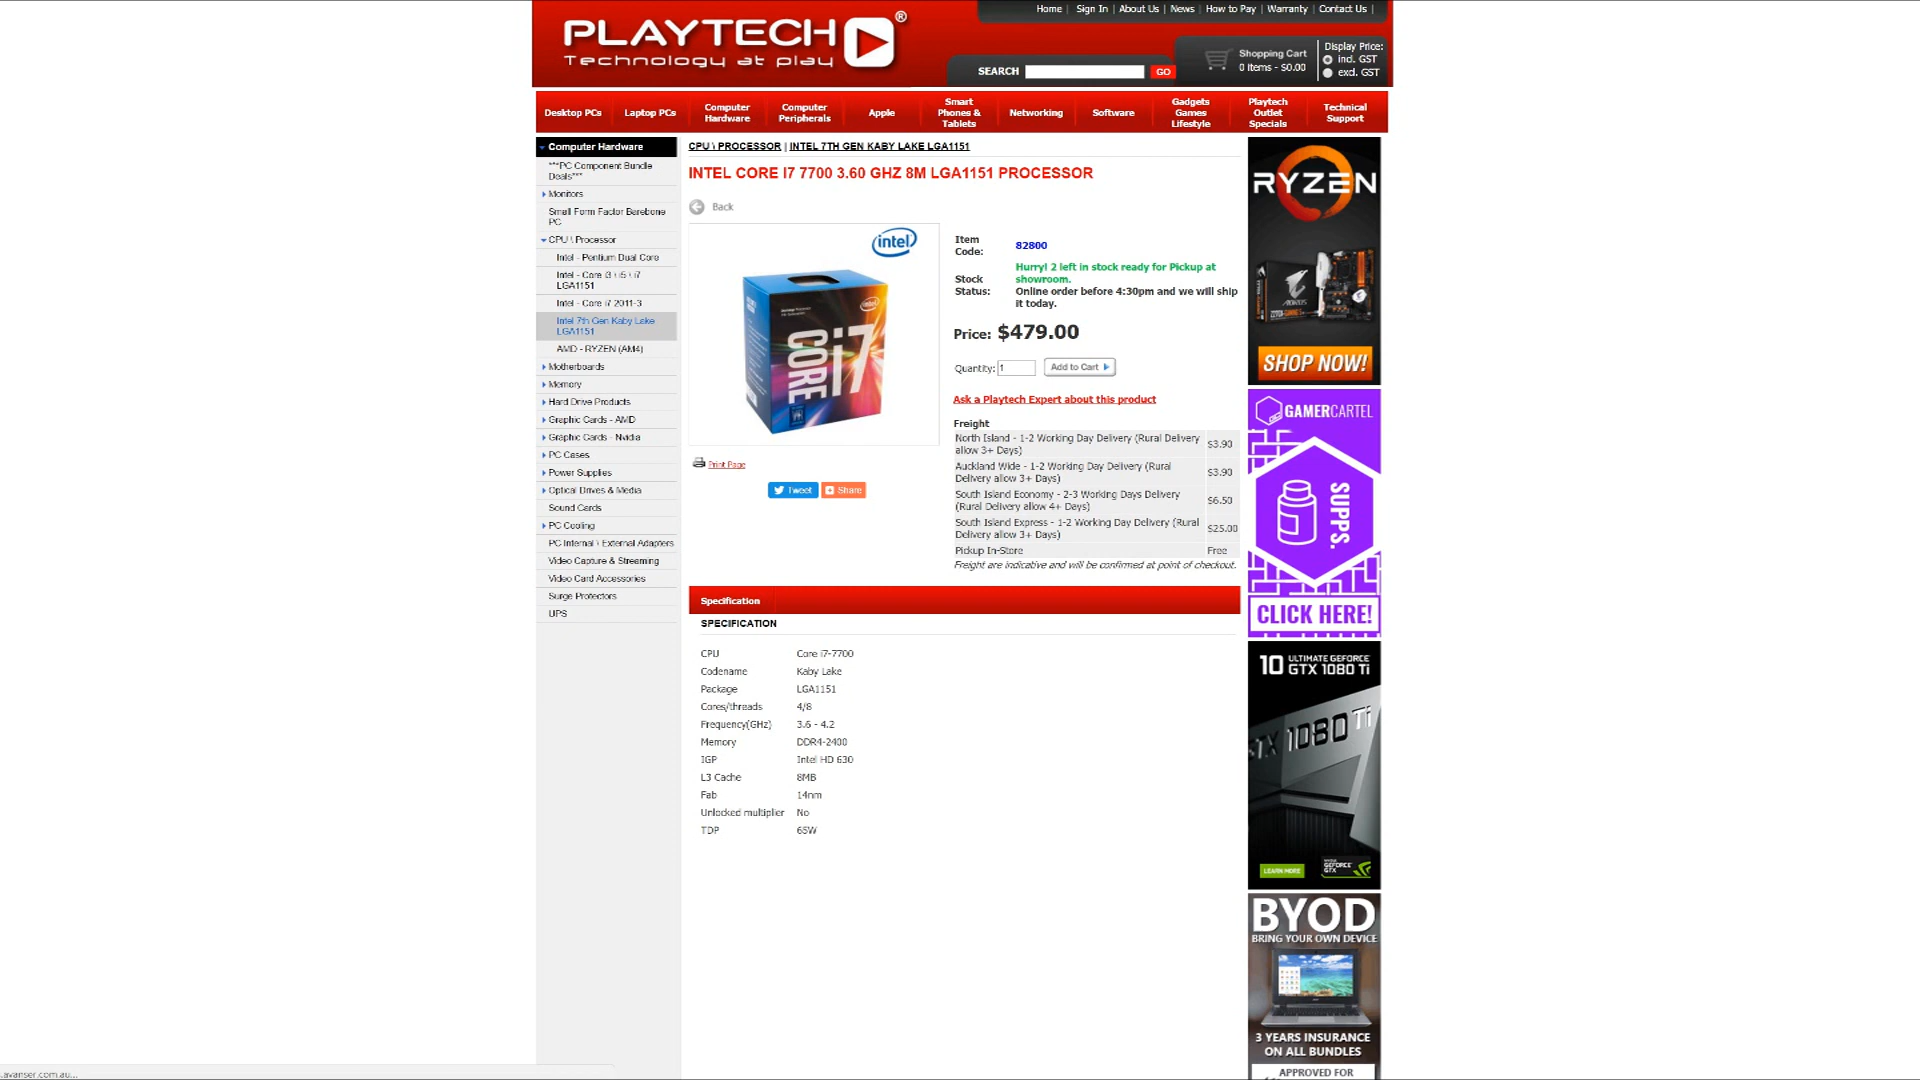 PLAYTECH
Technology at play
®
Home | Sign In | About Us | News | How to Pay | Warranty | Contact Us |
SEARCH
GO
Shopping Cart
0 Items - $0.00
Display Price:
incl. GST
excl. GST
Desktop PCs
Laptop PCs
Computer
Hardware
Computer
Peripherals
Apple
Smart
Phones &
Tablets
Networking
Software
Gadgets
Games
Lifestyle
Playtech
Outlet
Specials
Technical
Support
Computer Hardware
***PC Component Bundle
Deals***
Monitors
Small Form Factor Barebone
PC
CPU \ Processor
Intel - Pentium Dual Core
Intel - Core i3 \ i5 \ i7
LGA1151
Intel - Core i7 2011-3
Intel 7th Gen Kaby Lake
LGA1151
AMD - RYZEN (AM4)
Motherboards
Memory
Hard Drive Products
Graphic Cards - AMD
Graphic Cards - Nvidia
PC Cases
Power Supplies
Optical Drives & Media
Sound Cards
PC Cooling
PC Internal \ External Adapters
Video Capture & Streaming
Video Card Accessories
Surge Protectors
UPS
CPU \ PROCESSOR | INTEL 7TH GEN KABY LAKE LGA1151
INTEL CORE I7 7700 3.60 GHZ 8M LGA1151 PROCESSOR
Back
intel
intel
CORE i7
Print Page
Tweet
Share
Item
Code:
82800
Stock
Status:
Hurry! 2 left in stock ready for Pickup at
showroom.
Online order before 4:30pm and we will ship
it today.
Price: $479.00
Quantity: 1
Add to Cart
Ask a Playtech Expert about this product
Freight
North Island - 1-2 Working Day Delivery (Rural Delivery
allow 3+ Days)
$3.90
Auckland Wide - 1-2 Working Day Delivery (Rural
Delivery allow 3+ Days)
$3.90
South Island Economy - 2-3 Working Days Delivery
(Rural Delivery allow 4+ Days)
$6.50
South Island Express - 1-2 Working Day Delivery (Rural
Delivery allow 3+ Days)
$25.00
Pickup In-Store Free
Freight are indicative and will be confirmed at point of checkout.
Specification
SPECIFICATION
CPU Core i7-7700
Codename Kaby Lake
Package LGA1151
Cores/threads 4/8
Frequency(GHz) 3.6 - 4.2
Memory DDR4-2400
IGP Intel HD 630
L3 Cache 8MB
Fab 14nm
Unlocked multiplier No
TDP 65W
RYZEN
AORUS
SHOP NOW!
GAMERCARTEL
SUPPS.
CLICK HERE!
10 ULTIMATE GEFORCE
GTX 1080 Ti
GTX 1080 Ti
LEARN MORE
GEFORCE
GTX
BYOD
BRING YOUR OWN DEVICE
3 YEARS INSURANCE
ON ALL BUNDLES
APPROVED FOR
.avanser.com.au...